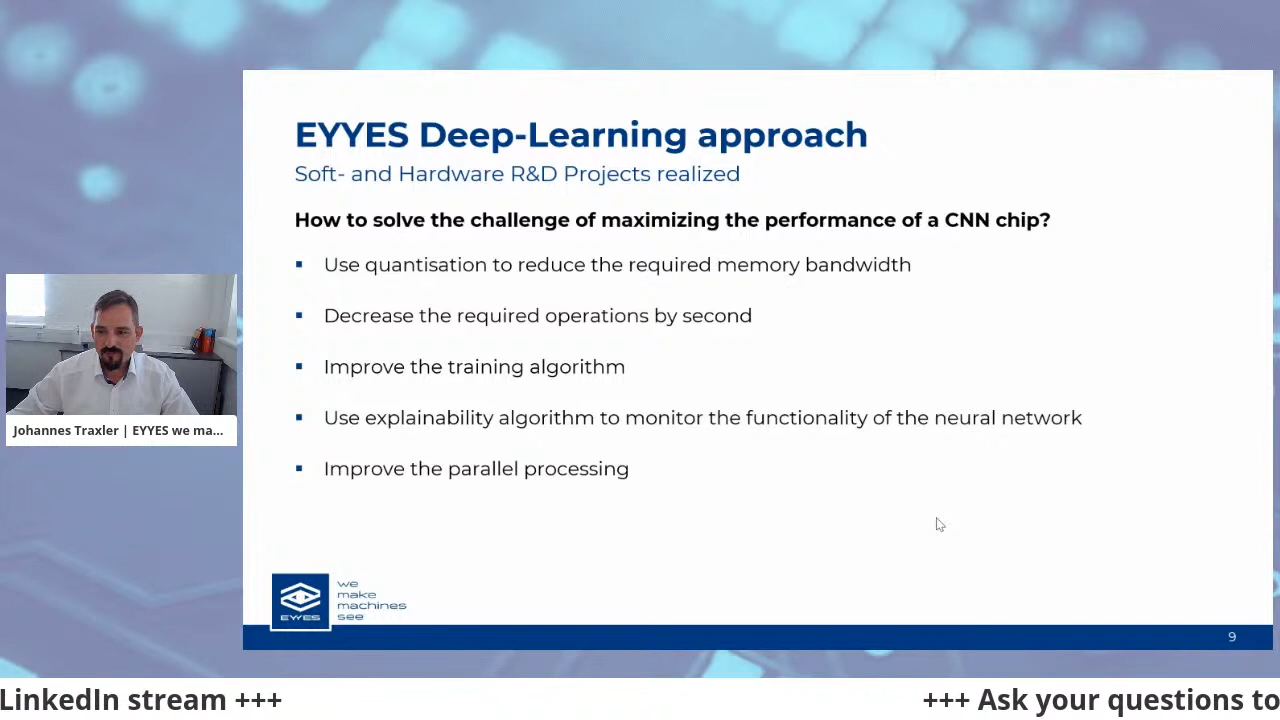 EYYES Deep-Learning approach
Soft- and Hardware R&D Projects realized
How to solve the challenge of maximizing the performance of a CNN chip?
▪ Use quantisation to reduce the required memory bandwidth
▪ Decrease the required operations by second
▪ Improve the training algorithm
▪ Use explainability algorithm to monitor the functionality of the neural network
▪ Improve the parallel processing
Johannes Traxler | EYYES we ma...
EYYES
we
make
machines
see
9
LinkedIn stream +++ +++ Ask your questions to